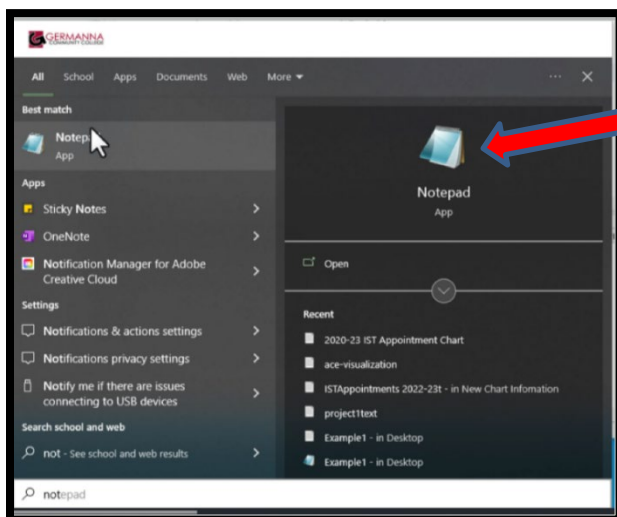 GERMANNA
COMMUNITY COLLEGE
All School Apps Documents Web More
Best match
Notepad
App
Apps
Sticky Notes
OneNote
Notification Manager for Adobe
Creative Cloud
Settings
Notifications & actions settings
Notifications privacy settings
Notify me if there are issues
connecting to USB devices
Search school and web
not - See school and web results
notepad
Notepad
App
Open
Recent
2020-23 IST Appointment Chart
ace-visualization
ISTAppointments 2022-23t - in New Chart Infomation
project1text
Example1 - in Desktop
Example1 - in Desktop